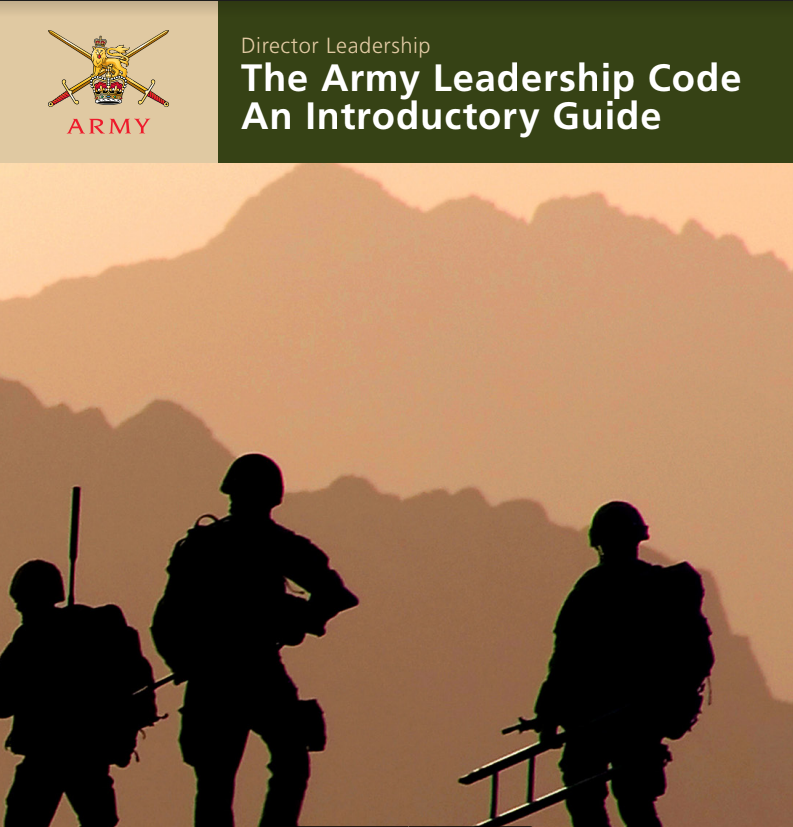 ARMY
Director Leadership
The Army Leadership Code
An Introductory Guide